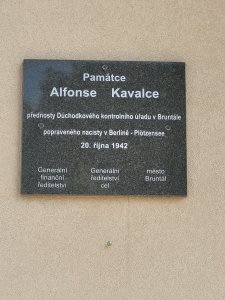 Památce
Alfonse Kavalce
přednosty Důchodkového kontrolního úřadu v Bruntále
popraveného nacisty v Berlíně - Plötzensee
20. října 1942
Generální finanční ředitelství
Generální ředitelství cel
město Bruntál